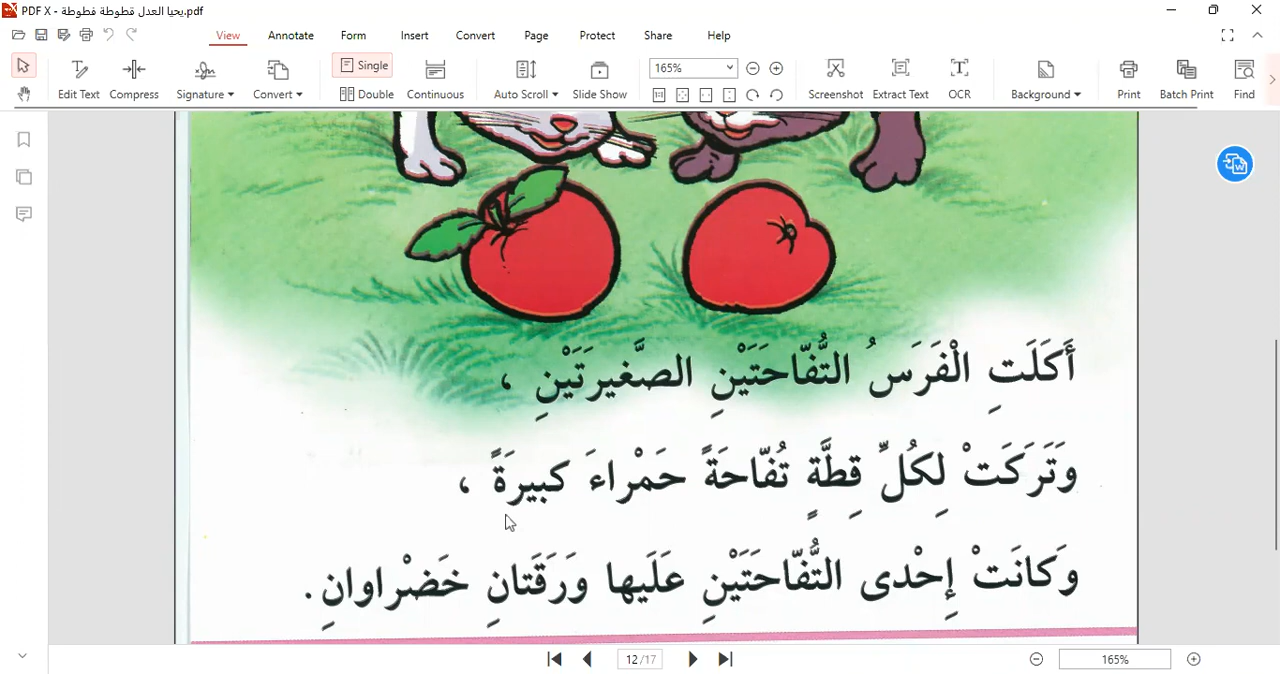 PDF X - يحيا العدل قطوطة قطوطة.pdf
View Annotate Form Insert Convert Page Protect Share Help
Single 165%
Edit Text Compress Signature Convert Double Continuous Auto Scroll Slide Show Screenshot Extract Text OCR Background Print Batch Print Find
أَكَلَتِ الْفَرَسُ التُّفّاحَتَيْنِ الصَّغيرَتَيْنِ ،
وَتَرَكَتْ لِكُلِّ قِطَّةٍ تُفّاحَةً حَمْراءَ كَبيرَةً ،
وَكانَتْ إِحْدى التُّفّاحَتَيْنِ عَلَيها وَرَقَتانِ خَضْراوانِ .
12/17 165%